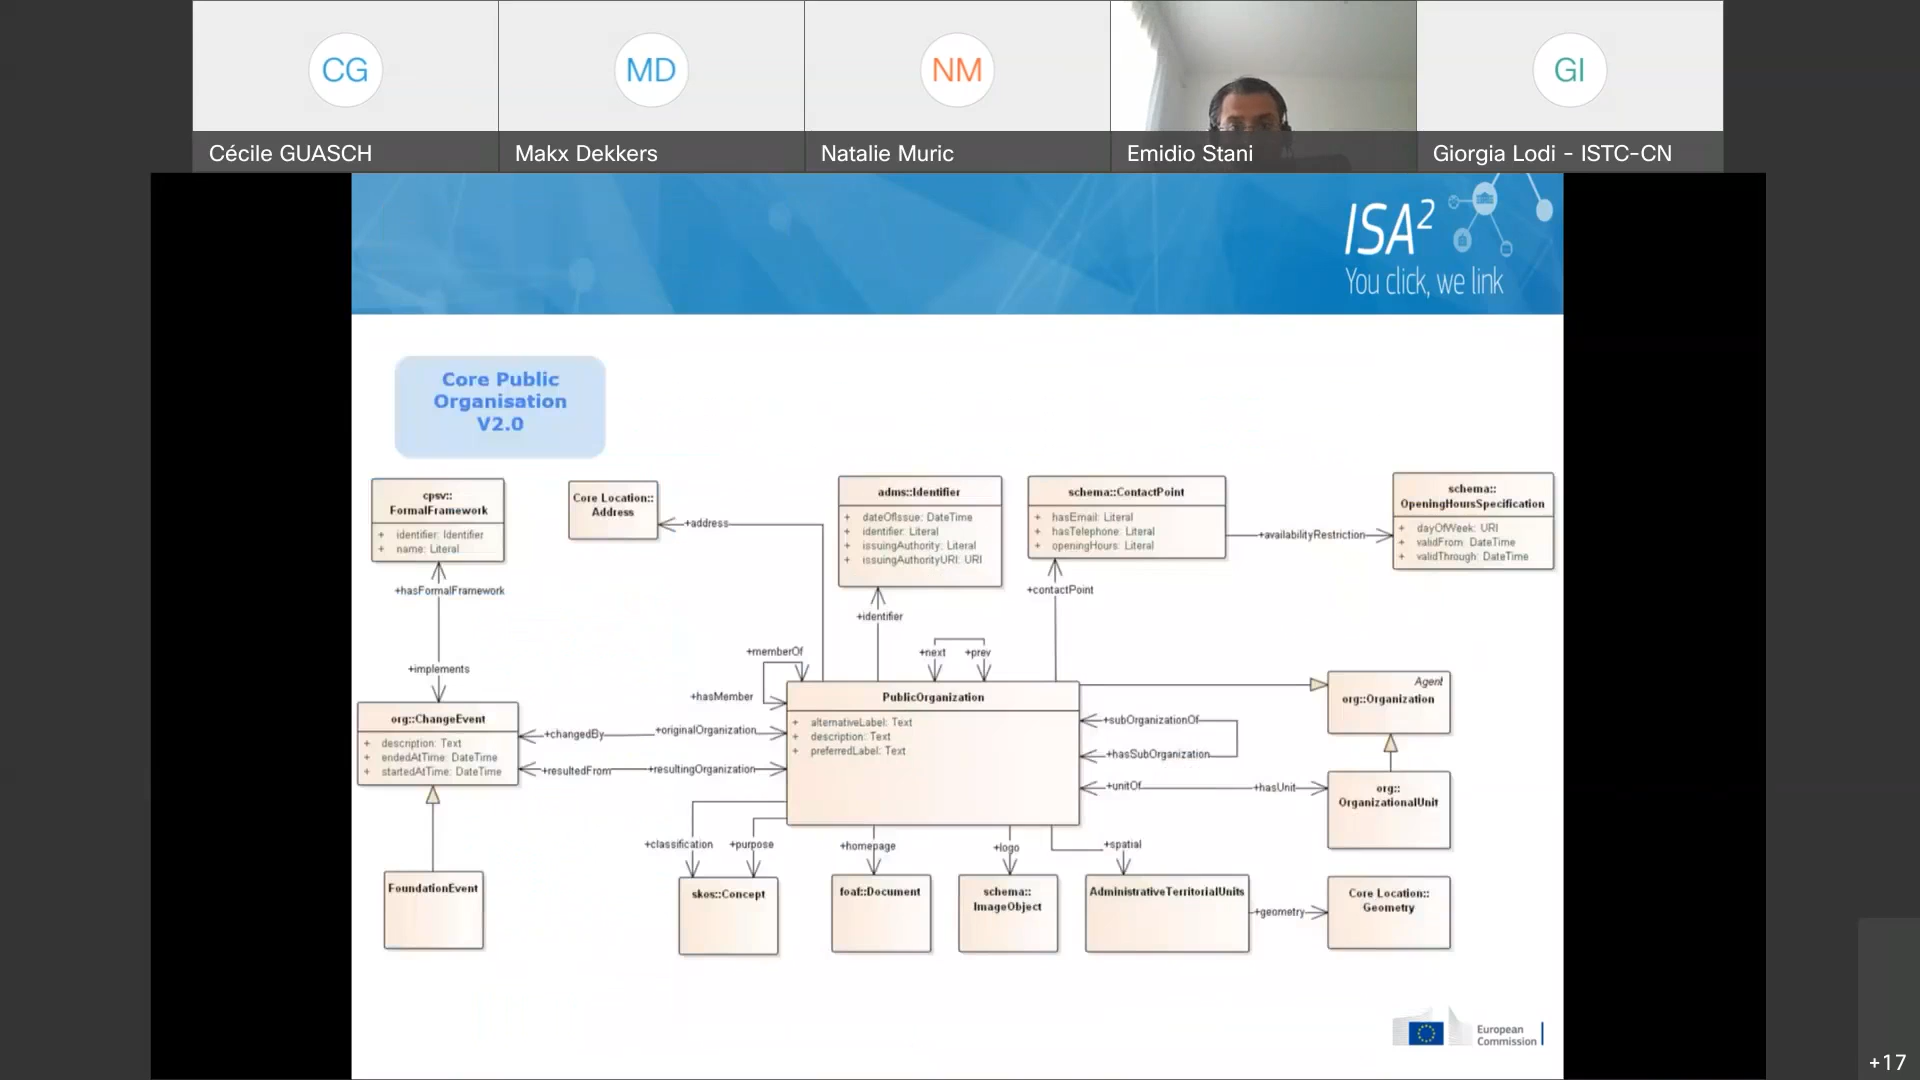 CG
MD
NM
GI
Cécile GUASCH
Makx Dekkers
Natalie Muric
Emidio Stani
Giorgia Lodi - ISTC-CN
ISA²
You click, we link
Core Public
Organisation
V2.0
cpsv::
FormalFramework
+ identifier: Identifier
+ name: Literal
Core Location::
Address
adms::Identifier
+ dateOfIssue: DateTime
+ identifier: Literal
+ issuingAuthority: Literal
+ issuingAuthorityURI: URI
schema::ContactPoint
+ hasEmail: Literal
+ hasTelephone: Literal
+ openingHours: Literal
schema::
OpeningHoursSpecification
+ dayOfWeek: URI
+ validFrom: DateTime
+ validThrough: DateTime
+address
+availabilityRestriction
+hasFormalFramework
+contactPoint
+identifier
+implements
+memberOf
+next
+prev
+hasMember
org::ChangeEvent
+ description: Text
+ endedAtTime: DateTime
+ startedAtTime: DateTime
+changedBy
+originalOrganization
+resultedFrom
+resultingOrganization
PublicOrganization
+ alternativeLabel: Text
+ description: Text
+ preferredLabel: Text
+subOrganizationOf
+hasSubOrganization
+unitOf
+hasUnit
Agent
org::Organization
org::
OrganizationalUnit
+classification
+purpose
+homepage
+logo
+spatial
FoundationEvent
skos::Concept
foaf::Document
schema::
ImageObject
AdministrativeTerritorialUnits
+geometry
Core Location::
Geometry
European
Commission
+17